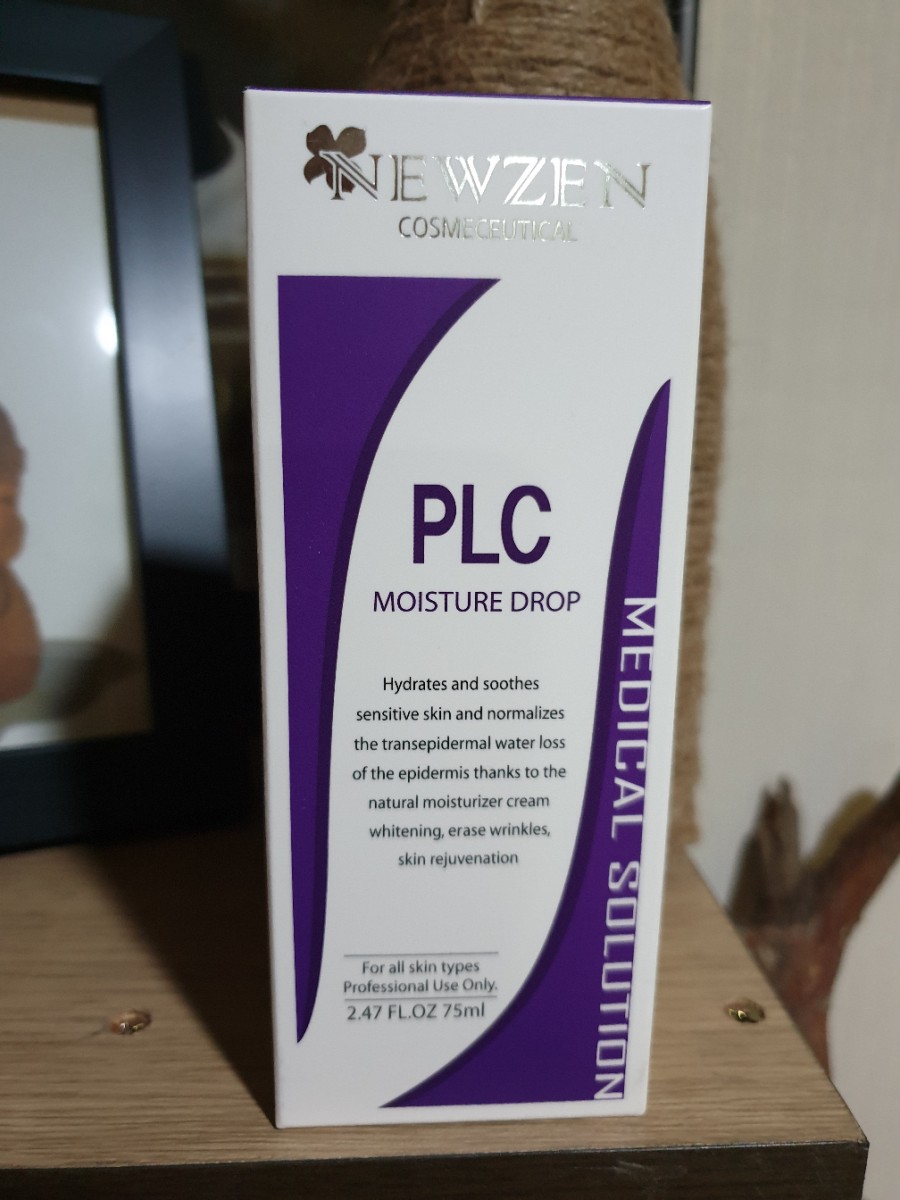 NEWZEN
COSMECEUTICAL
PLC
MOISTURE DROP
Hydrates and soothes
sensitive skin and normalizes
the transepidermal water loss
of the epidermis thanks to the
natural moisturizer cream
whitening, erase wrinkles,
skin rejuvenation
For all skin types
Professional Use Only.
2.47 FL.OZ 75ml
MEDICAL SOLUTION